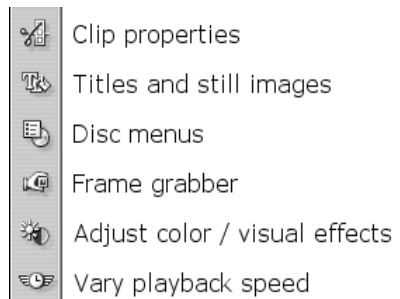 Clip properties
Titles and still images
Disc menus
Frame grabber
Adjust color / visual effects
Vary playback speed